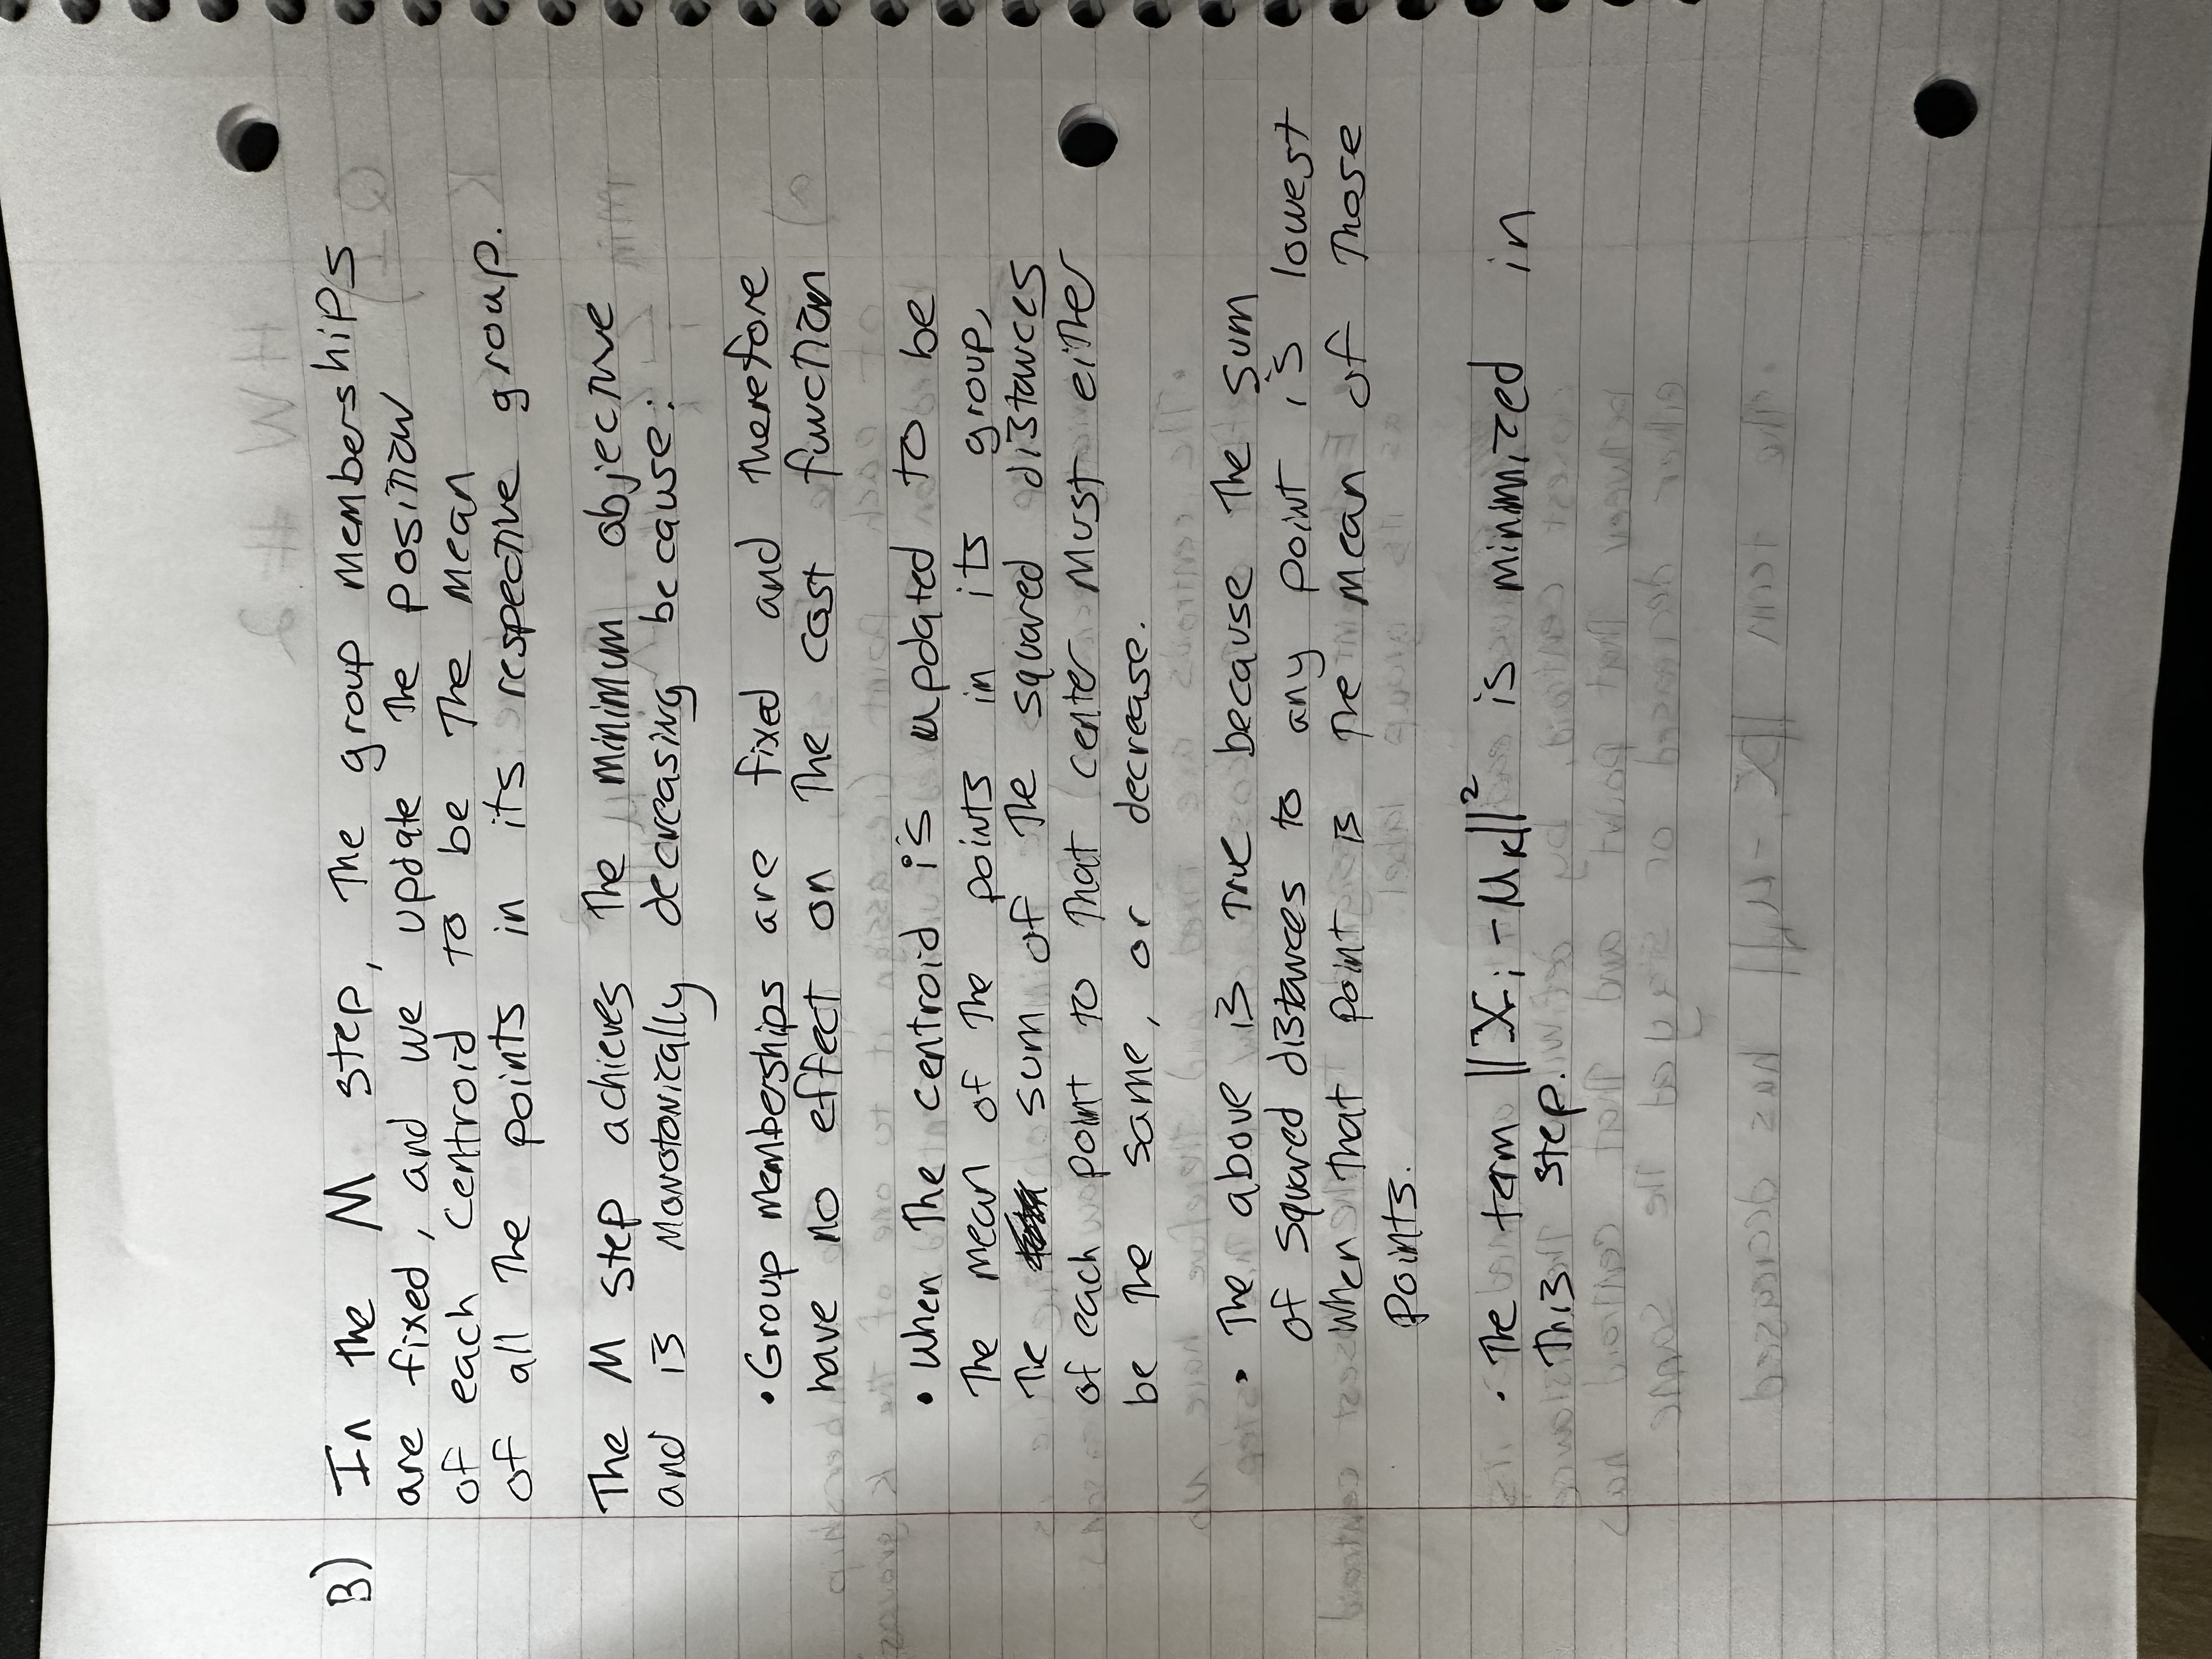 B) In the M step, the group memberships
are fixed, and we update the position
of each centroid to be the mean
of all the points in its respective group.
The M step achieves the minimum objective
and is monotonically decreasing because:
• Group memberships are fixed and therefore
have no effect on the cost function
• When the centroid is updated to be
the mean of the points in its group,
the sum of the squared distances
of each point to that center must either
be the same, or decrease.
• The above is true because the sum
of squared distances to any point is lowest
when that point is the mean of those
points.
• The term ||Xi - μk||² is minimized in
this step.